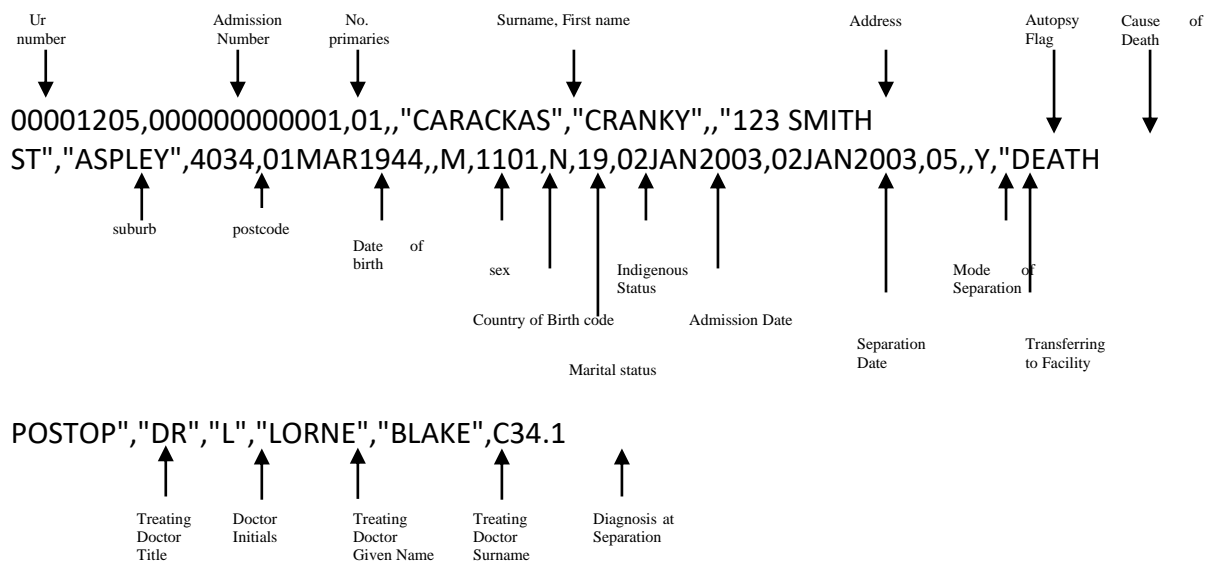 Ur
number
Admission
Number
No.
primaries
Surname, First name
Address
Autopsy
Flag
Cause of
Death
00001205,000000000001,01,,"CARACKAS","CRANKY",,"123 SMITH
ST","ASPLEY",4034,01MAR1944,,M,1101,N,19,02JAN2003,02JAN2003,05,,Y,"DEATH
suburb
postcode
Date of
birth
sex
Indigenous
Status
Mode of
Separation
Country of Birth code
Admission Date
Separation
Date
Transferring
to Facility
Marital status
POSTOP","DR","L","LORNE","BLAKE",C34.1
Treating
Doctor
Title
Doctor
Initials
Treating
Doctor
Given Name
Treating
Doctor
Surname
Diagnosis at
Separation